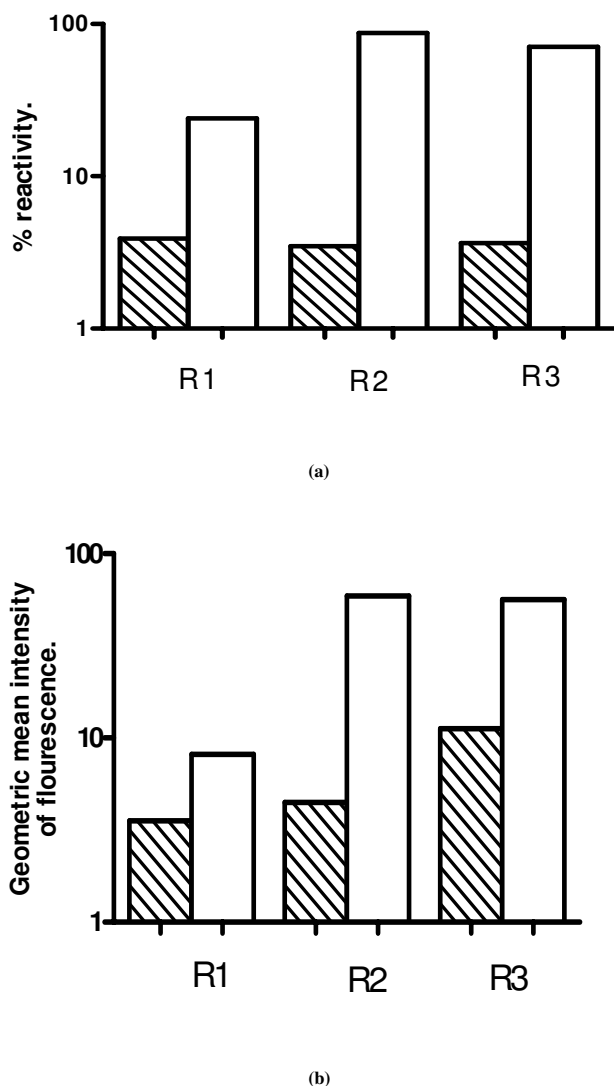 100
% reactivity.
10
1
R1
R2
R3
(a)
100
Geometric mean intensity
of flourescence.
10
1
R1
R2
R3
(b)